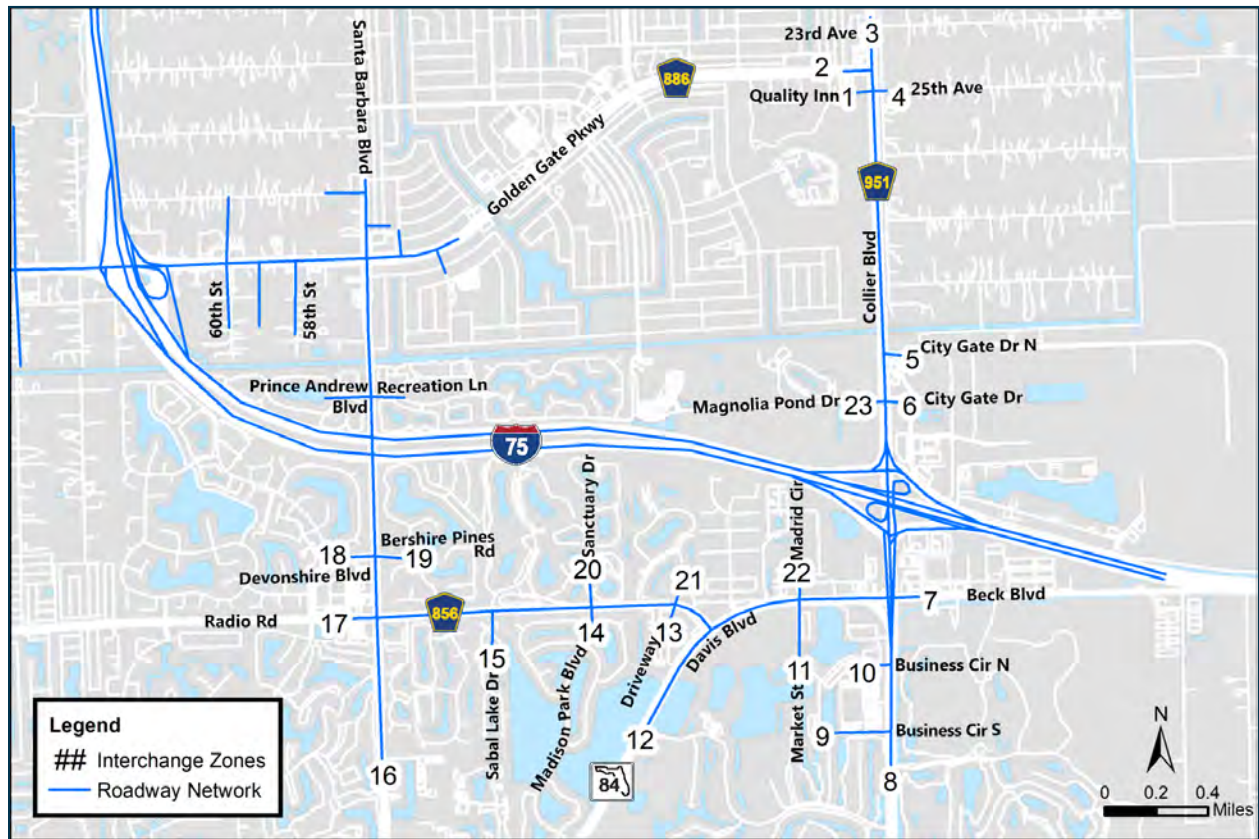 23rd Ave
3
2
886
Quality Inn
1
4
25th Ave
Santa Barbara Blvd
Golden Gate Pkwy
951
Collier Blvd
60th St
58th St
5
City Gate Dr N
Prince Andrew
Blvd
Recreation Ln
Magnolia Pond Dr
23
6
City Gate Dr
75
Sanctuary Dr
Madrid Cir
18
Bershire Pines
Rd
19
Devonshire Blvd
20
21
22
7
Beck Blvd
856
Radio Rd
17
15
14
13
Davis Blvd
Driveway
Sabal Lake Dr
Madison Park Blvd
11
Market St
10
Business Cir N
12
9
Business Cir S
84
16
8
Legend
## Interchange Zones
Roadway Network
N
0 0.2 0.4
Miles